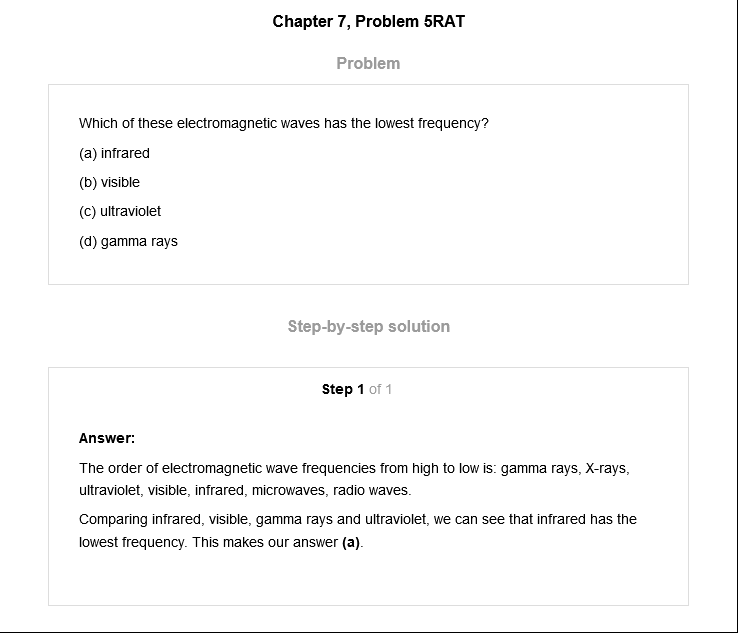 Chapter 7, Problem 5RAT
Problem
Which of these electromagnetic waves has the lowest frequency?
(a) infrared
(b) visible
(c) ultraviolet
(d) gamma rays
Step-by-step solution
Step 1 of 1
Answer:
The order of electromagnetic wave frequencies from high to low is: gamma rays, X-rays,
ultraviolet, visible, infrared, microwaves, radio waves.
Comparing infrared, visible, gamma rays and ultraviolet, we can see that infrared has the
lowest frequency. This makes our answer (a).